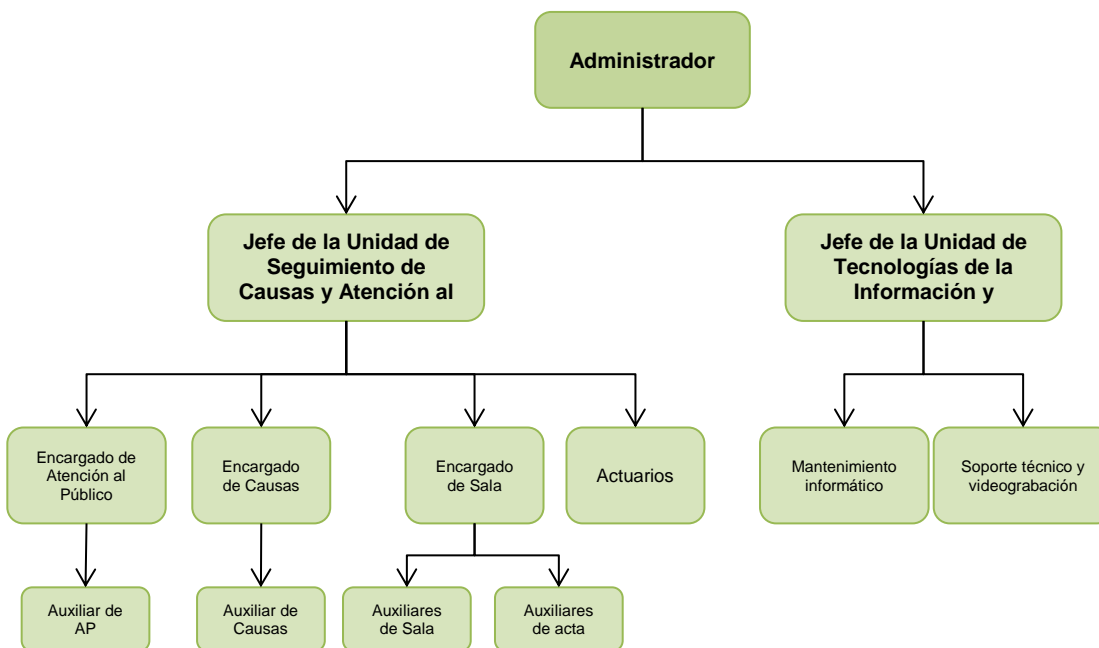 Administrador
Jefe de la Unidad de
Seguimiento de
Causas y Atención al
Jefe de la Unidad de
Tecnologías de la
Información y
Encargado de
Atención al
Público
Encargado
de Causas
Encargado
de Sala
Actuarios
Mantenimiento
informático
Soporte técnico y
videograbación
Auxiliar de
AP
Auxiliar de
Causas
Auxiliares
de Sala
Auxiliares
de acta